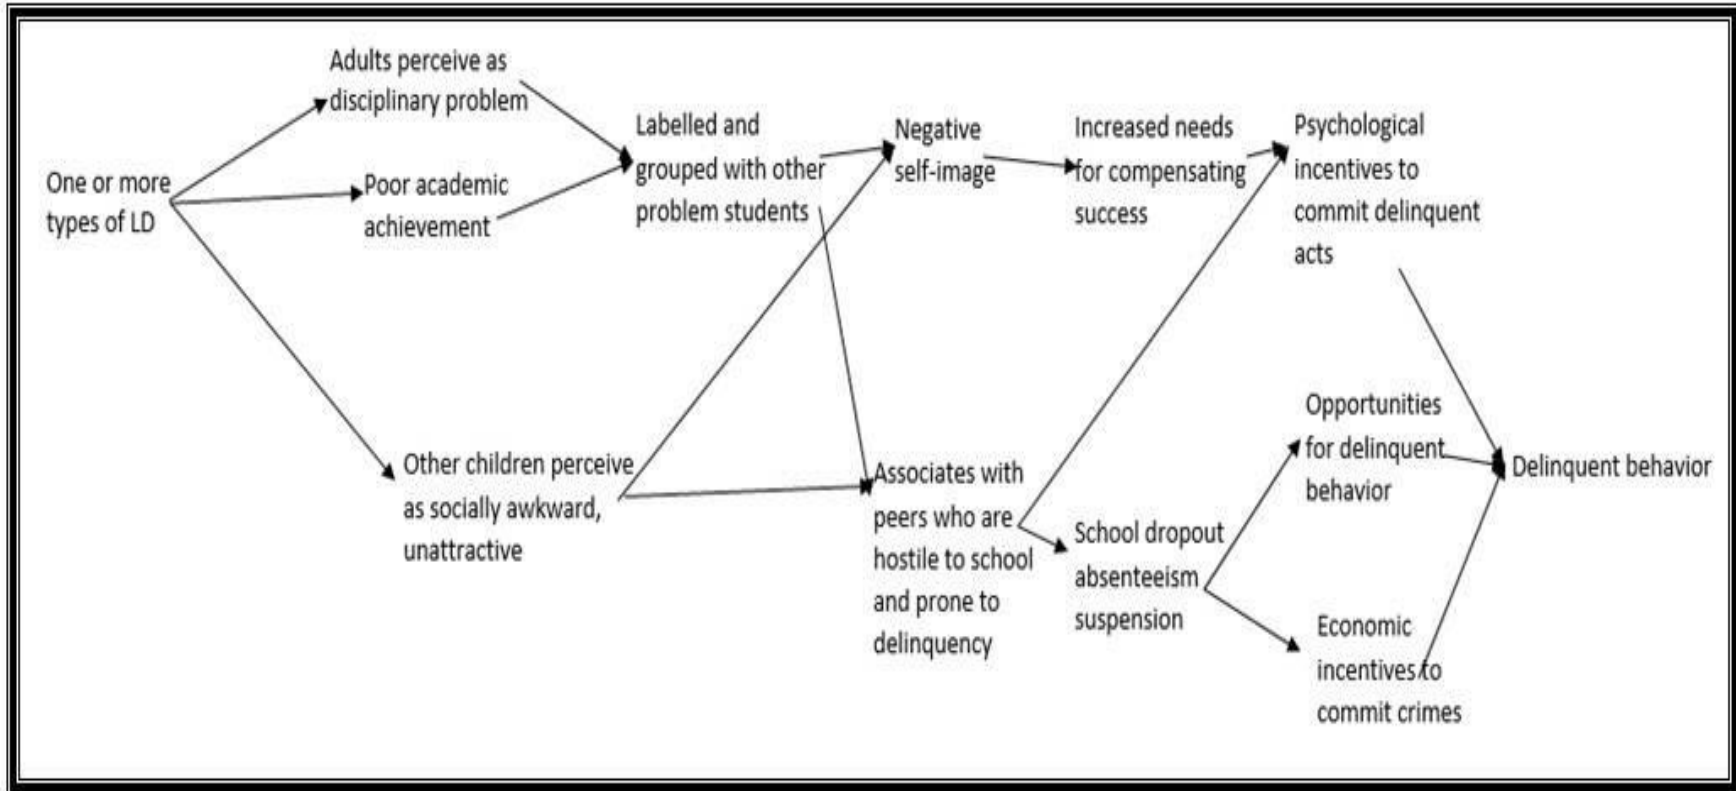 Adults perceive as
disciplinary problem
One or more
types of LD
Poor academic
achievement
Labelled and
grouped with other
problem students
Negative
self-image
Increased needs
for compensating
success
Psychological
incentives to
commit delinquent
acts
Other children perceive
as socially awkward,
unattractive
Associates with
peers who are
hostile to school
and prone to
delinquency
School dropout
absenteeism
suspension
Opportunities
for delinquent
behavior
Economic
incentives to
commit crimes
Delinquent behavior